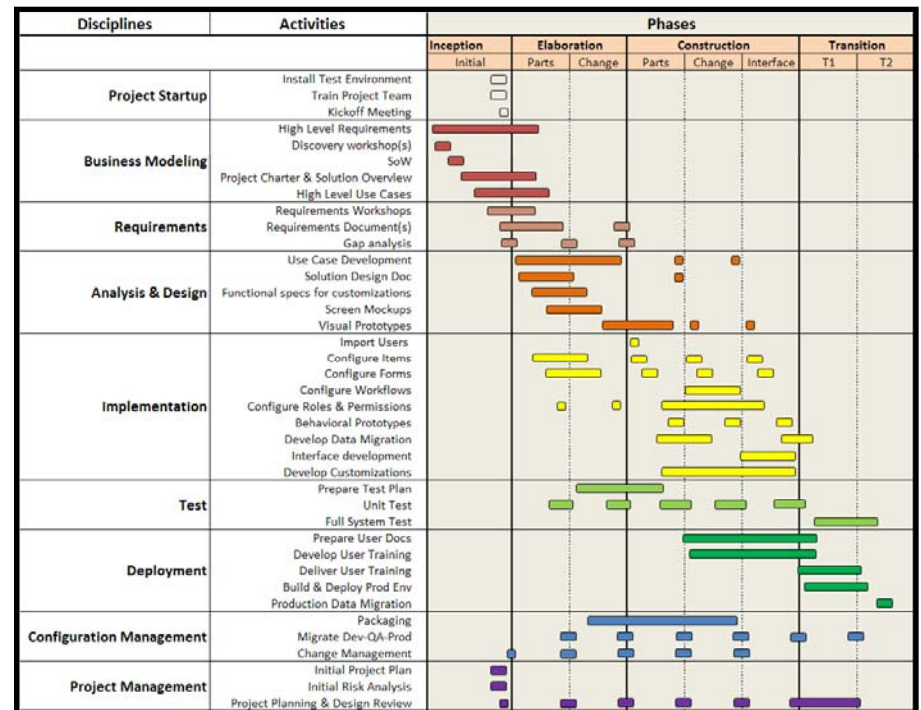 Disciplines Activities Phases
Inception Elaboration Construction Transition
Initial Parts Change Parts Change Interface T1 T2
Project Startup
Install Test Environment
Train Project Team
Kickoff Meeting
Business Modeling
High Level Requirements
Discovery workshop(s)
SoW
Project Charter & Solution Overview
High Level Use Cases
Requirements
Requirements Workshops
Requirements Document(s)
Gap analysis
Analysis & Design
Use Case Development
Solution Design Doc
Functional specs for customizations
Screen Mockups
Visual Prototypes
Implementation
Import Users
Configure Items
Configure Forms
Configure Workflows
Configure Roles & Permissions
Behavioral Prototypes
Develop Data Migration
Interface development
Develop Customizations
Test
Prepare Test Plan
Unit Test
Full System Test
Deployment
Prepare User Docs
Develop User Training
Deliver User Training
Build & Deploy Prod Env
Production Data Migration
Configuration Management
Packaging
Migrate Dev-QA-Prod
Change Management
Project Management
Initial Project Plan
Initial Risk Analysis
Project Planning & Design Review